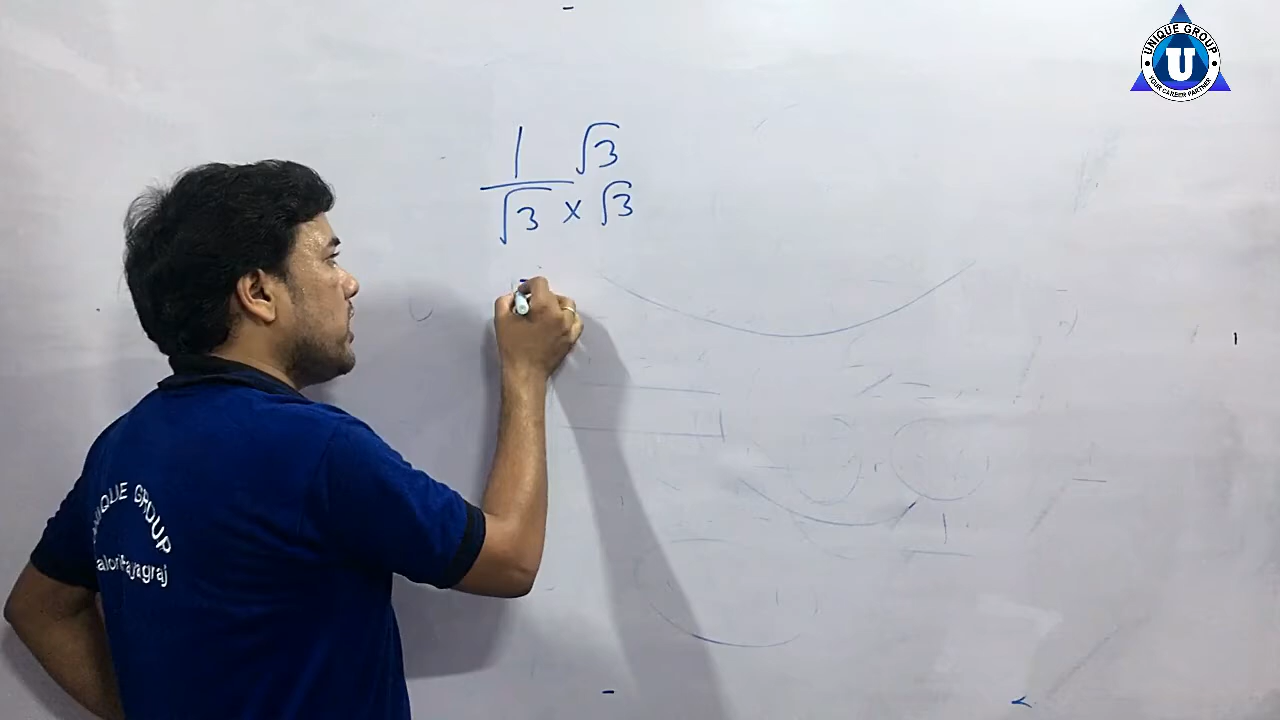 UNIQUE GROUP
U
YOUR CAREER PARTNER
1 √3
√3 × √3
UNIQUE GROUP